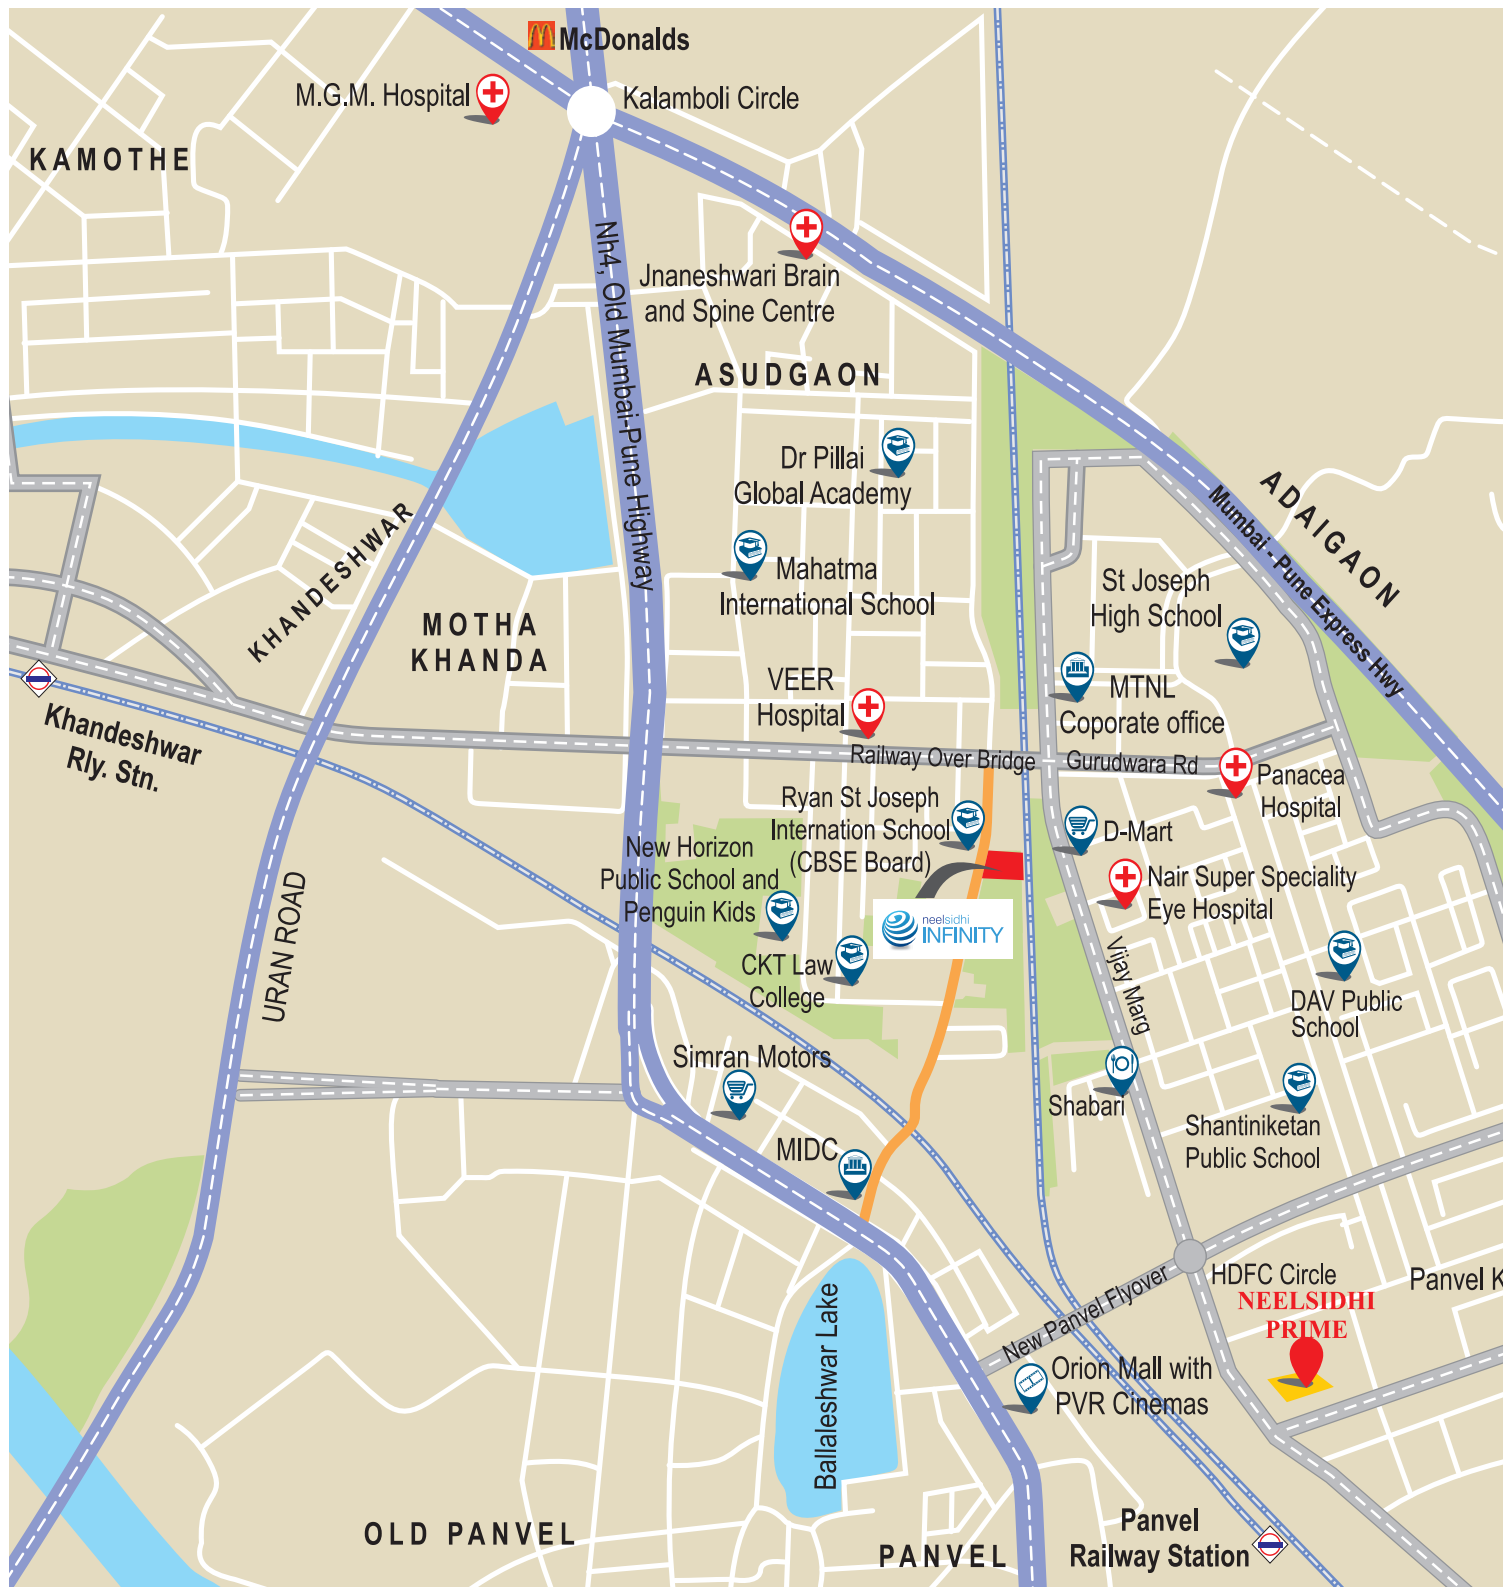 McDonalds
M.G.M. Hospital
Kalamboli Circle
KAMOTHE
Nh4, Old Mumbai-Pune Highway
Jnaneshwari Brain
and Spine Centre
ASUDGAON
Dr Pillai
Global Academy
ADAIGAON
Mumbai - Pune Express Hwy
KHANDESHWAR
Mahatma
International School
St Joseph
High School
MOTHA
KHANDA
VEER
Hospital
MTNL
Coporate office
Khandeshwar
Rly. Stn.
Railway Over Bridge
Gurudwara Rd
Panacea
Hospital
Ryan St Joseph
Internation School
(CBSE Board)
D-Mart
New Horizon
Public School and
Penguin Kids
Nair Super Speciality
Eye Hospital
neelsidhi
INFINITY
URAN ROAD
CKT Law
College
Vijay Marg
DAV Public
School
Simran Motors
Shabari
Shantiniketan
Public School
MIDC
HDFC Circle
Panvel K
NEELSIDHI
PRIME
New Panvel Flyover
Ballaleshwar Lake
Orion Mall with
PVR Cinemas
OLD PANVEL
PANVEL
Panvel
Railway Station